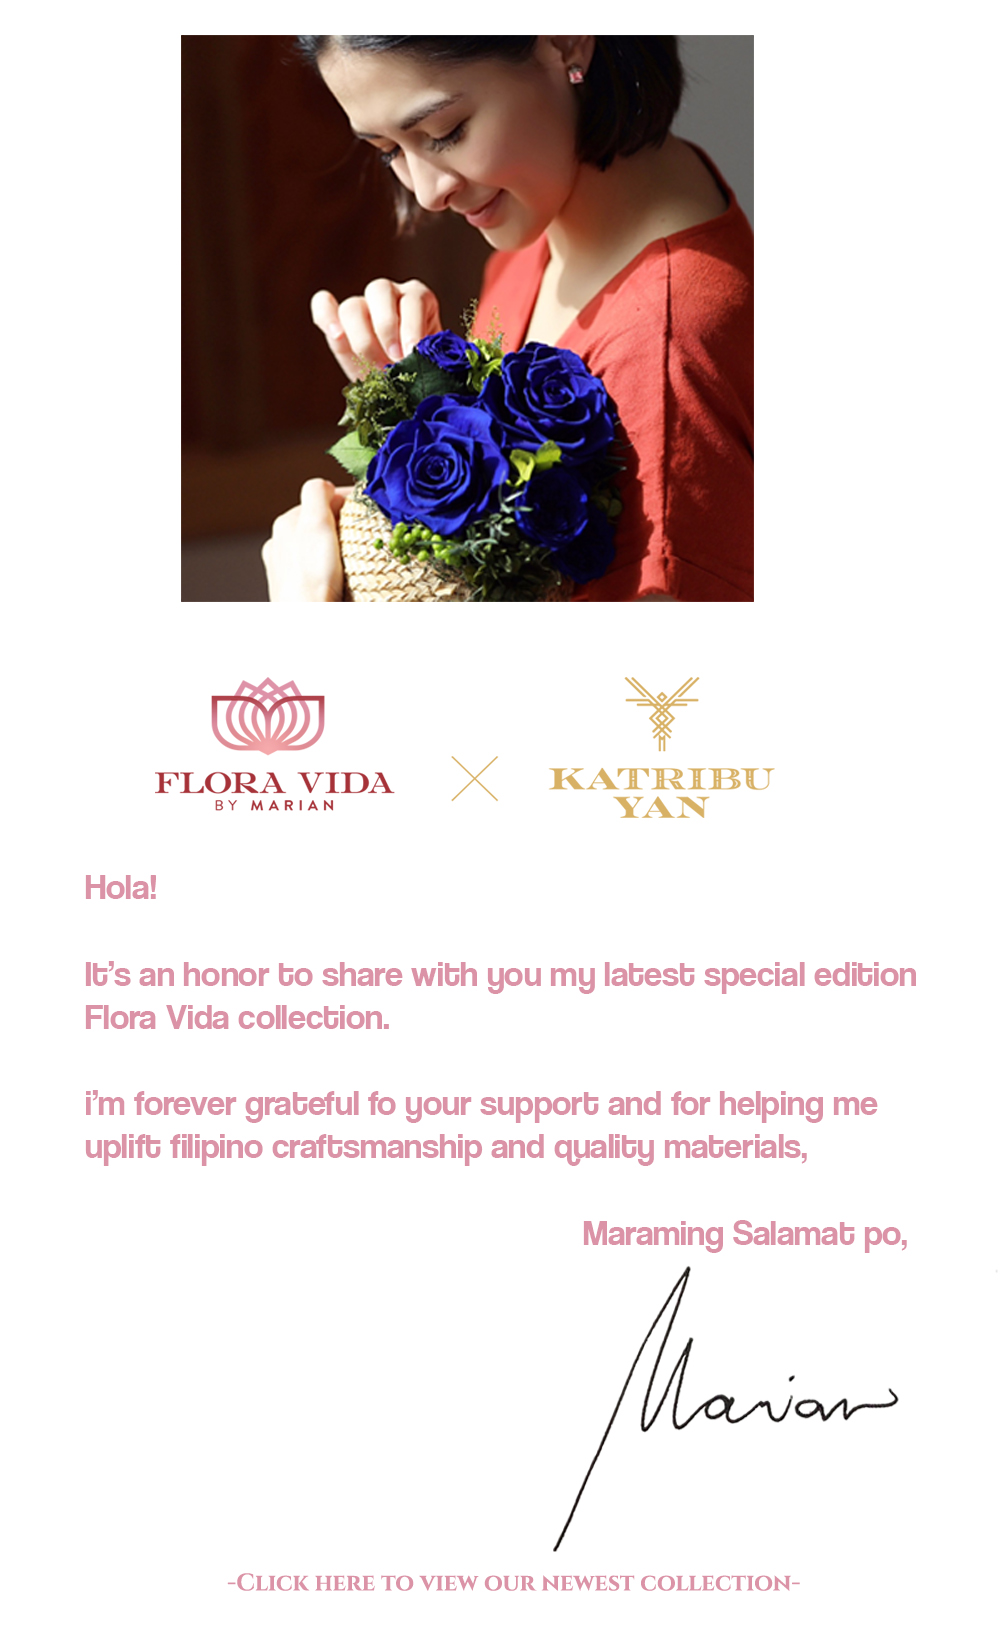 FLORA VIDA
BY MARIAN
KATRIBU
YAN
Hola!
It's an honor to share with you my latest special edition
Flora Vida collection.
i'm forever grateful fo your support and for helping me
uplift filipino craftsmanship and quality materials,
Maraming Salamat po,
Marian
-CLICK HERE TO VIEW OUR NEWEST COLLECTION-